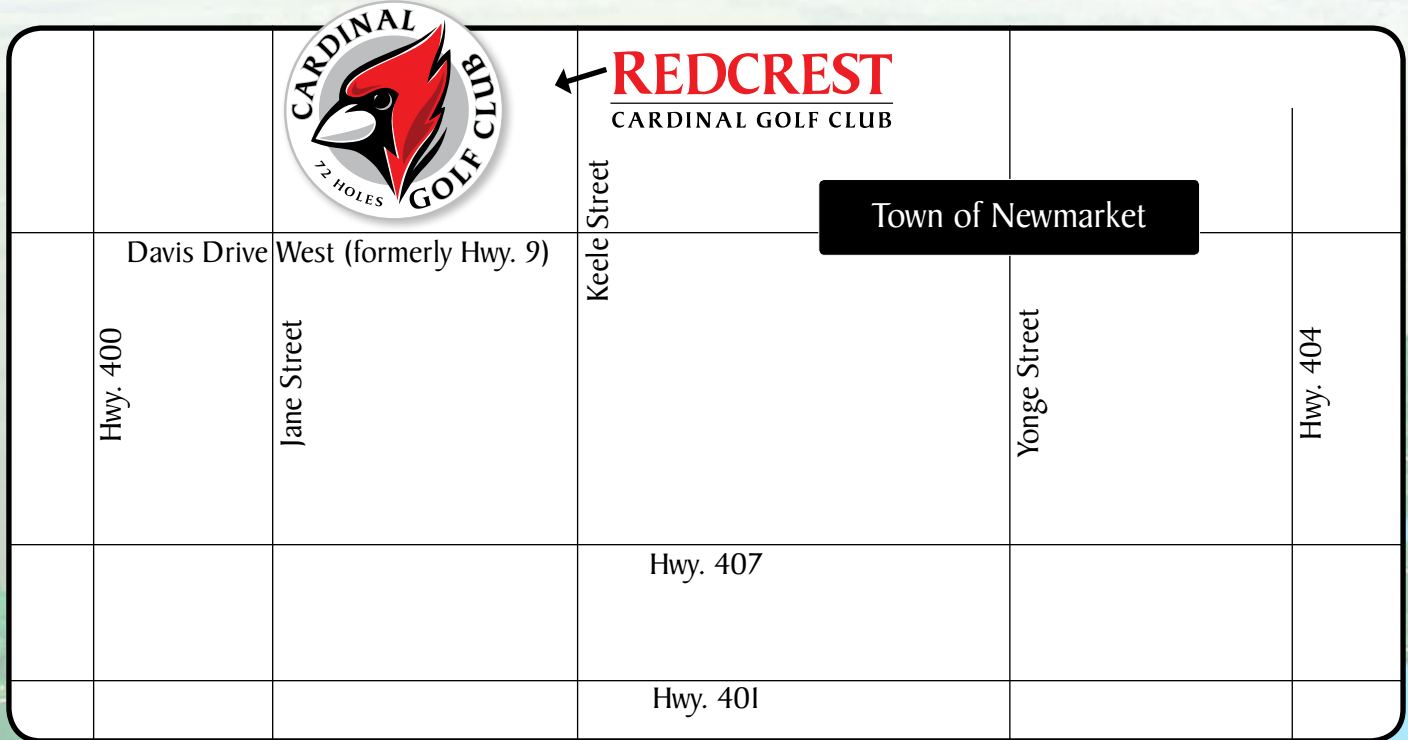 CARDINAL
GOLF CLUB
72 HOLES
REDCREST
CARDINAL GOLF CLUB
Keele Street
Town of Newmarket
Davis Drive West (formerly Hwy. 9)
Hwy. 400
Jane Street
Yonge Street
Hwy. 404
Hwy. 407
Hwy. 401